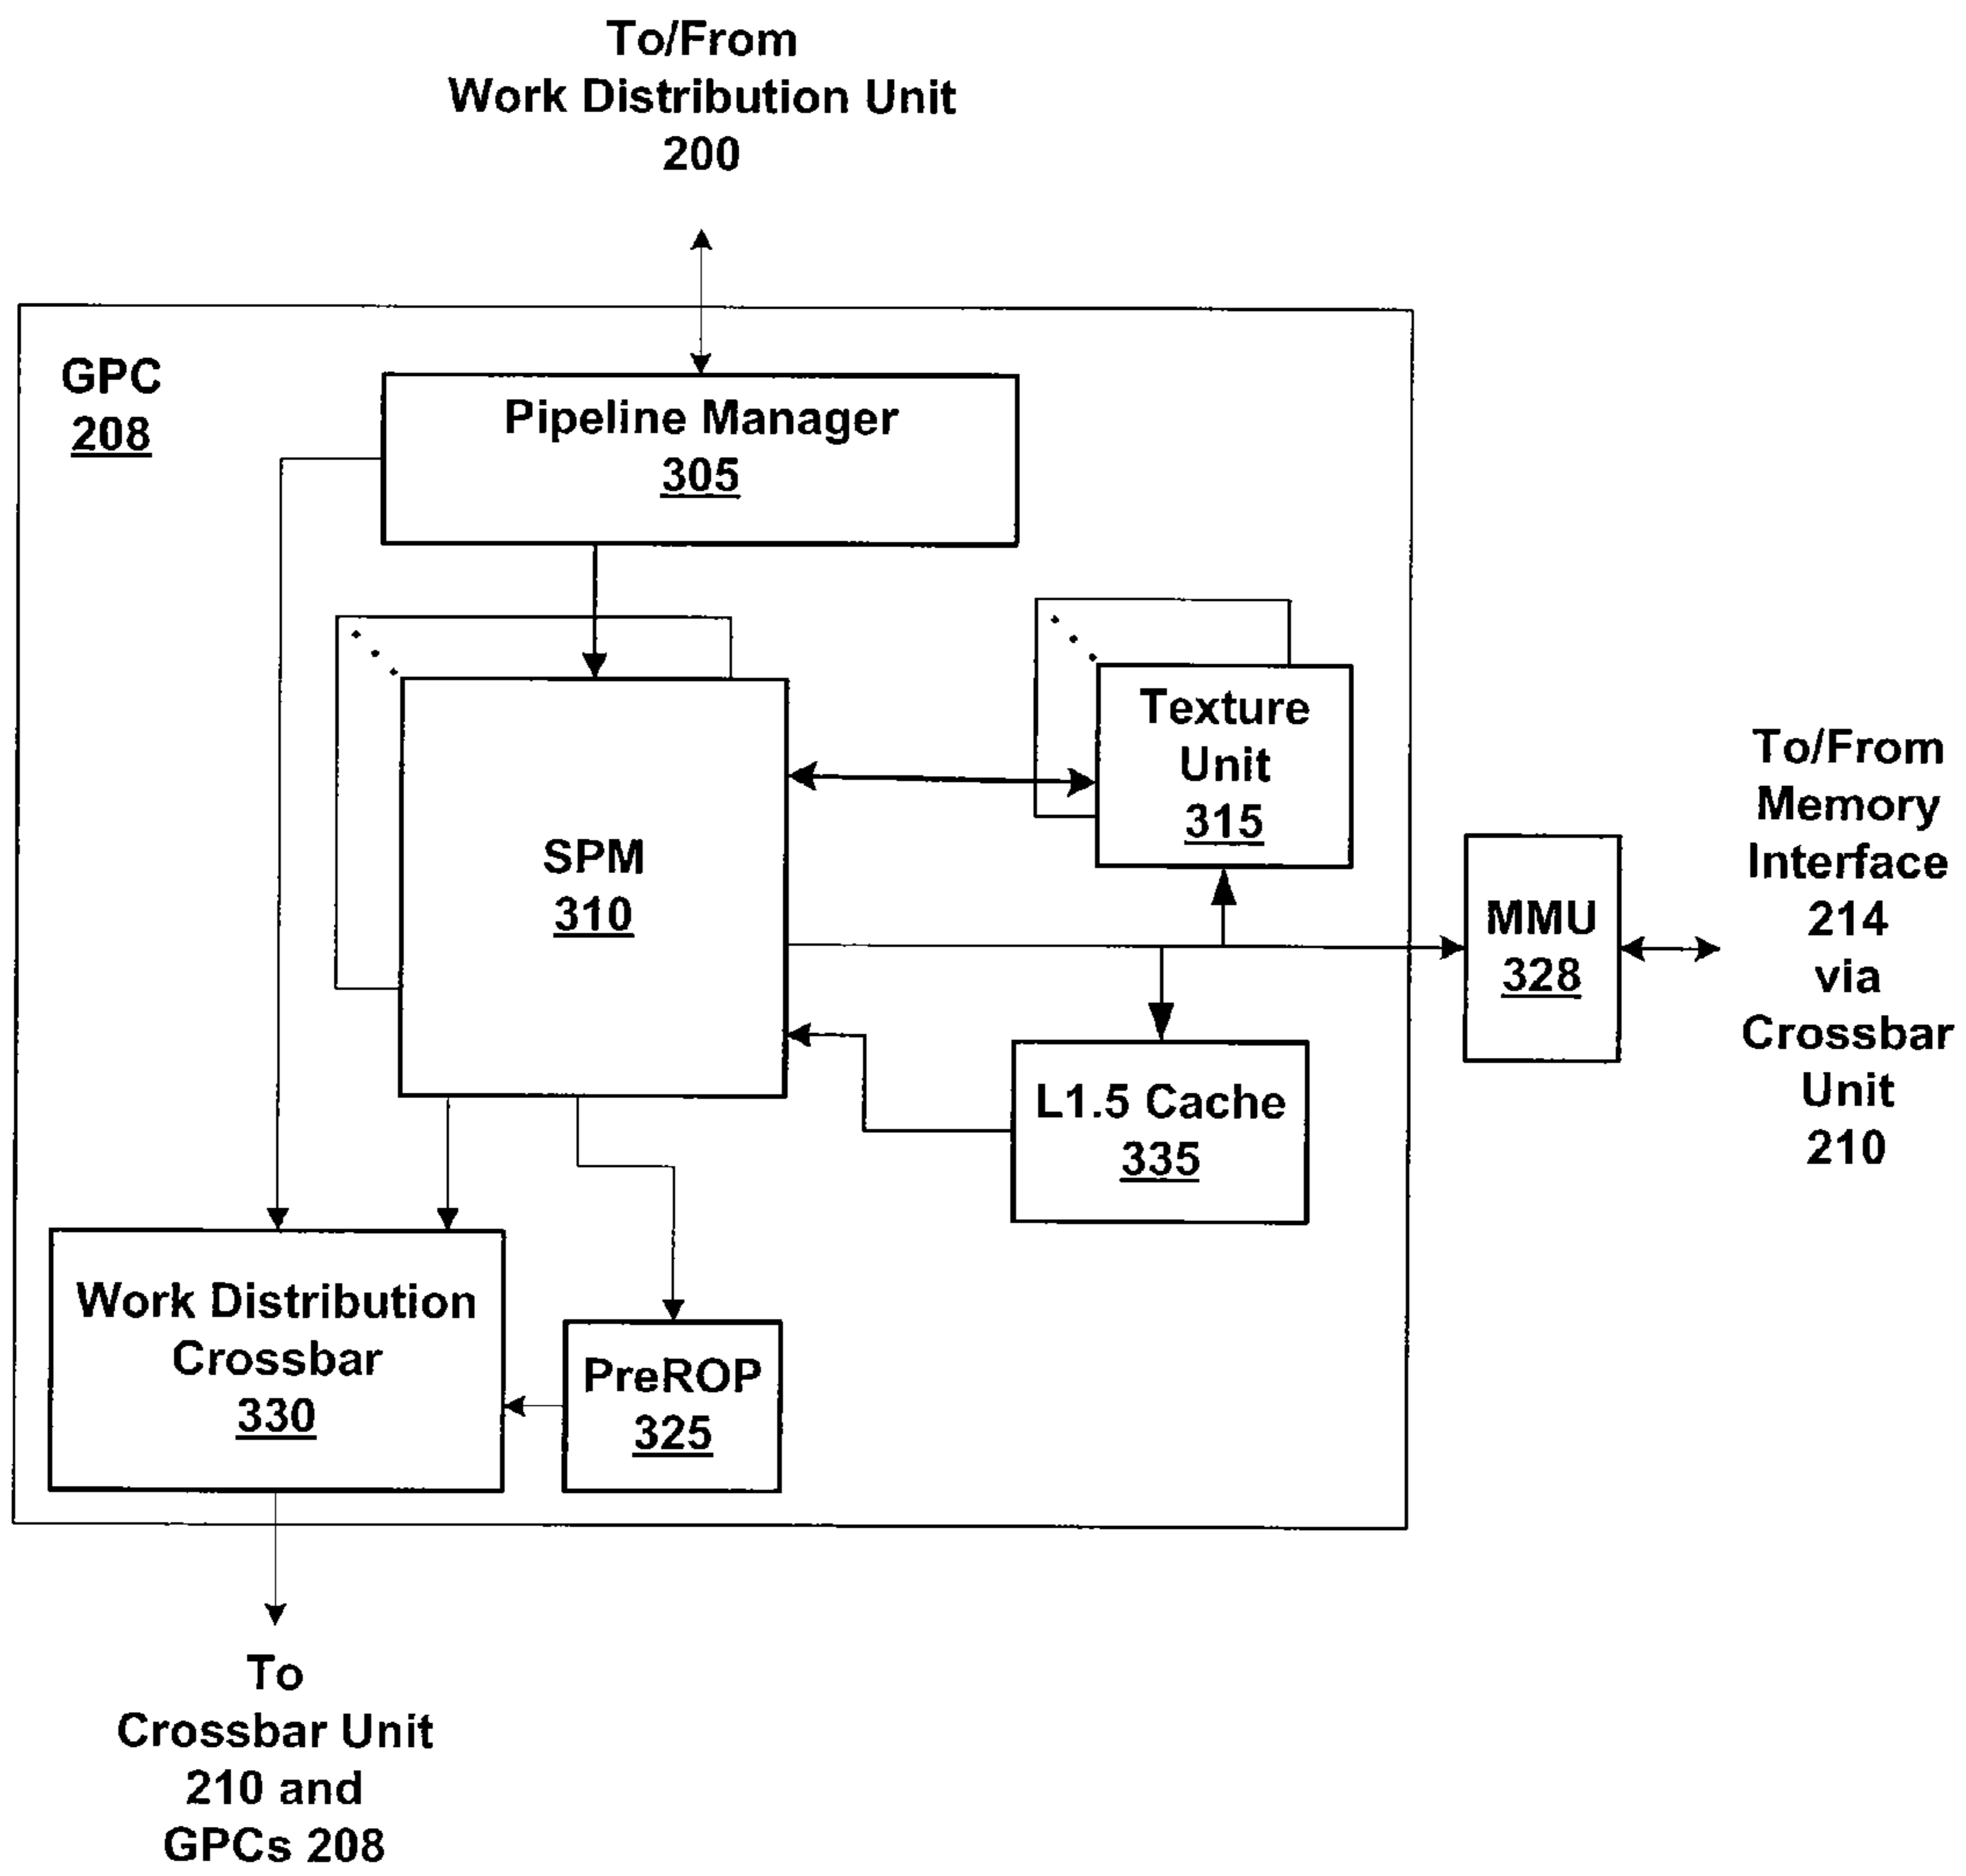 To/From
Work Distribution Unit
200
GPC
208
Pipeline Manager
305
Texture
Unit
315
SPM
310
To/From
Memory
Interface
214
via
Crossbar
Unit
210
MMU
328
L1.5 Cache
335
Work Distribution
Crossbar
330
PreROP
325
To
Crossbar Unit
210 and
GPCs 208